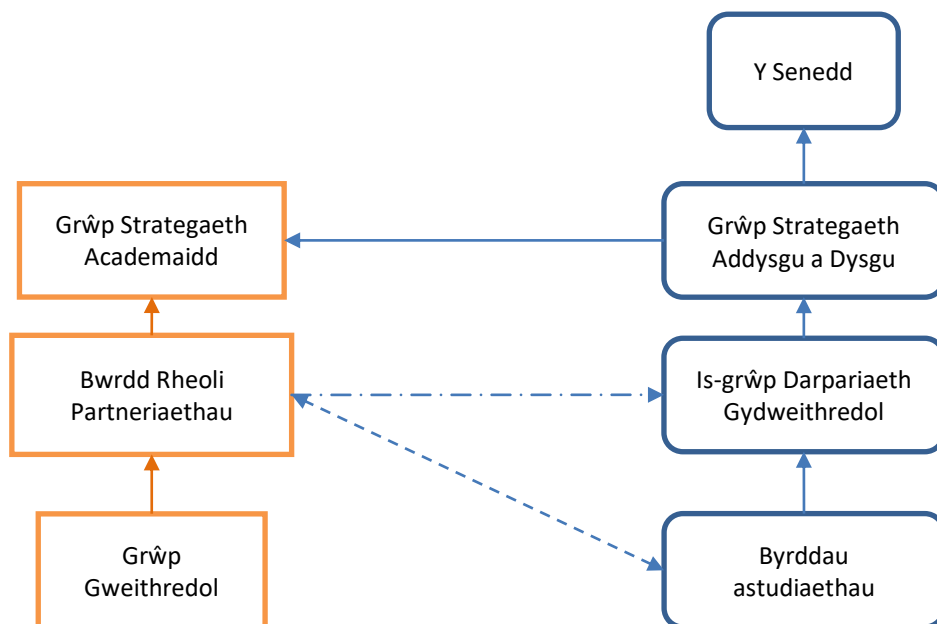 Y Senedd
Grŵp Strategaeth
Academaidd
Grŵp Strategaeth
Addysgu a Dysgu
Bwrdd Rheoli
Partneriaethau
Is-grŵp Darpariaeth
Gydweithredol
Grŵp
Gweithredol
Byrddau
astudiaethau